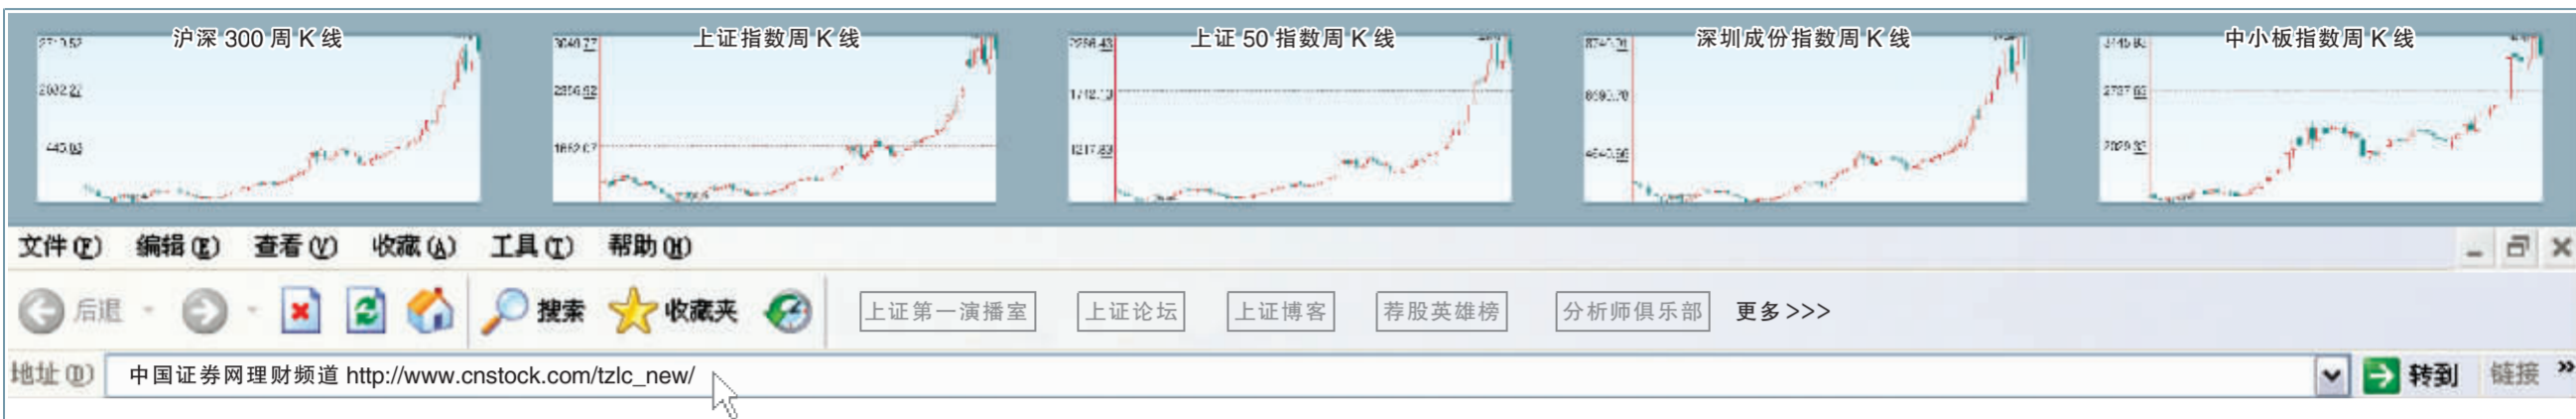 沪深 300 周 K 线
上证指数周 K 线
上证 50 指数周 K 线
深圳成份指数周 K 线
中小板指数周 K 线
文件(F) 编辑(E) 查看(V) 收藏(A) 工具(T) 帮助(H)
后退 搜索 收藏夹 上证第一演播室 上证论坛 上证博客 荐股英雄榜 分析师俱乐部 更多>>>
地址(D) 中国证券网理财频道 http://www.cnstock.com/tzlc_new/ 转到 链接 »